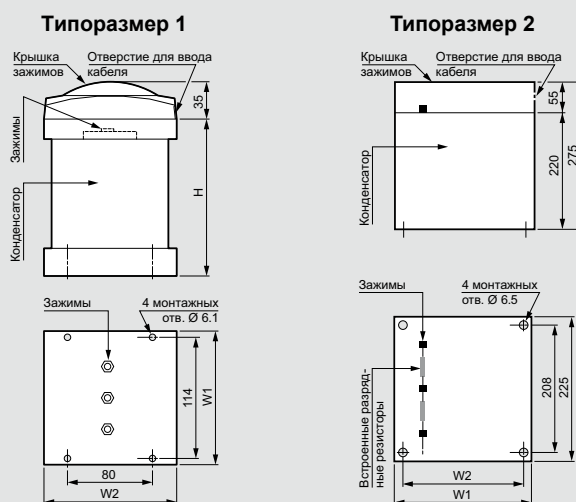 Типоразмер 1
Крышка
зажимов
Отверстие для ввода
кабеля
35
Зажимы
Конденсатор
H
Зажимы
4 монтажных
отв. Ø 6.1
114
W1
80
W2
Типоразмер 2
Крышка
зажимов
Отверстие для ввода
кабеля
55
Конденсатор
220
275
Зажимы
4 монтажных
отв. Ø 6.5
Встроенные разряд-
ные резисторы
208
225
W2
W1